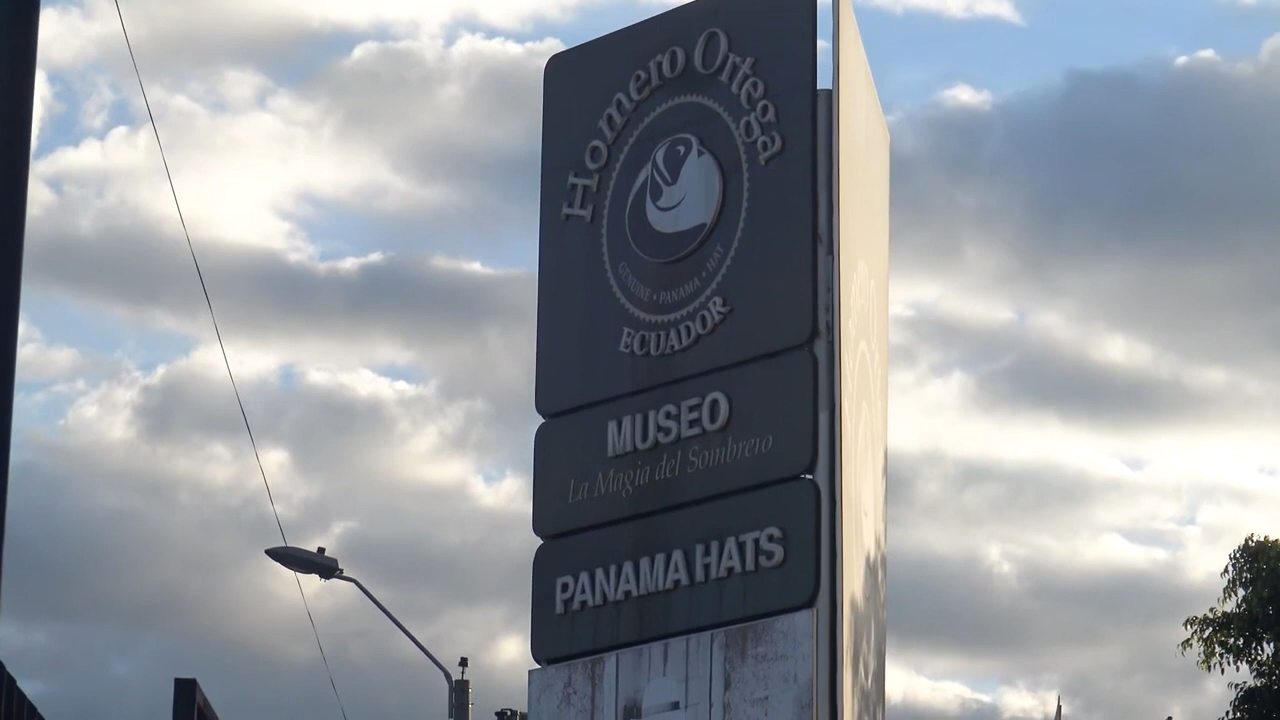 Homero Ortega
GENUINE • PANAMA • HAT
ECUADOR
MUSEO
La Magia del Sombrero
PANAMA HATS